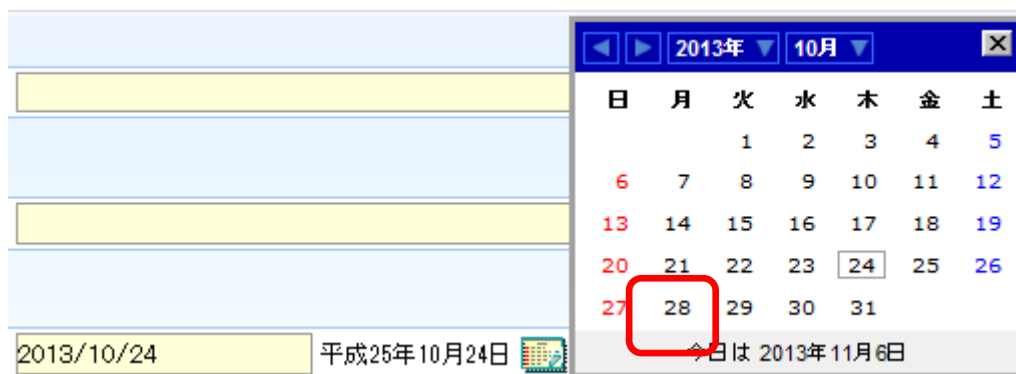 2013年 10月
日 月 火 水 木 金 土
1 2 3 4 5
6 7 8 9 10 11 12
13 14 15 16 17 18 19
20 21 22 23 24 25 26
27 28 29 30 31
2013/10/24 平成25年10月24日
今日は 2013年11月6日